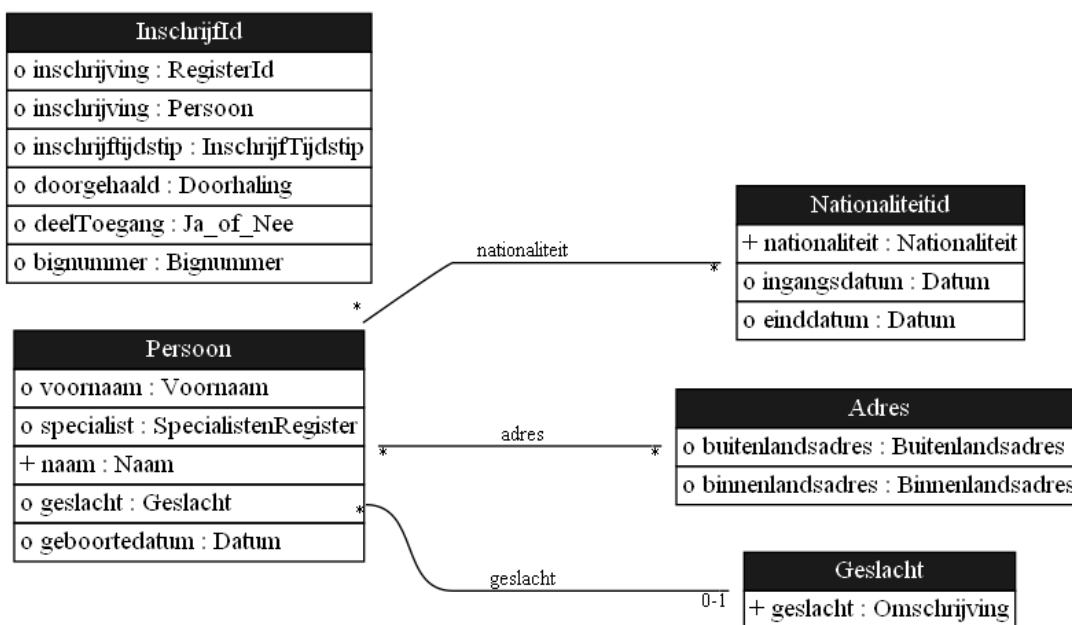 InschrijfId
o inschrijving : RegisterId
o inschrijving : Persoon
o inschrijftijdstip : InschrijfTijdstip
o doorgehaald : Doorhaling
o deelToegang : Ja_of_Nee
o bignummer : Bignummer
nationaliteit
*
*
Nationaliteitid
+ nationaliteit : Nationaliteit
o ingangsdatum : Datum
o einddatum : Datum
Persoon
o voornaam : Voornaam
o specialist : SpecialistenRegister
+ naam : Naam
o geslacht : Geslacht
o geboortedatum : Datum
adres
*
*
Adres
o buitenlandsadres : Buitenlandsadres
o binnenlandsadres : Binnenlandsadres
*
geslacht
0-1
Geslacht
+ geslacht : Omschrijving